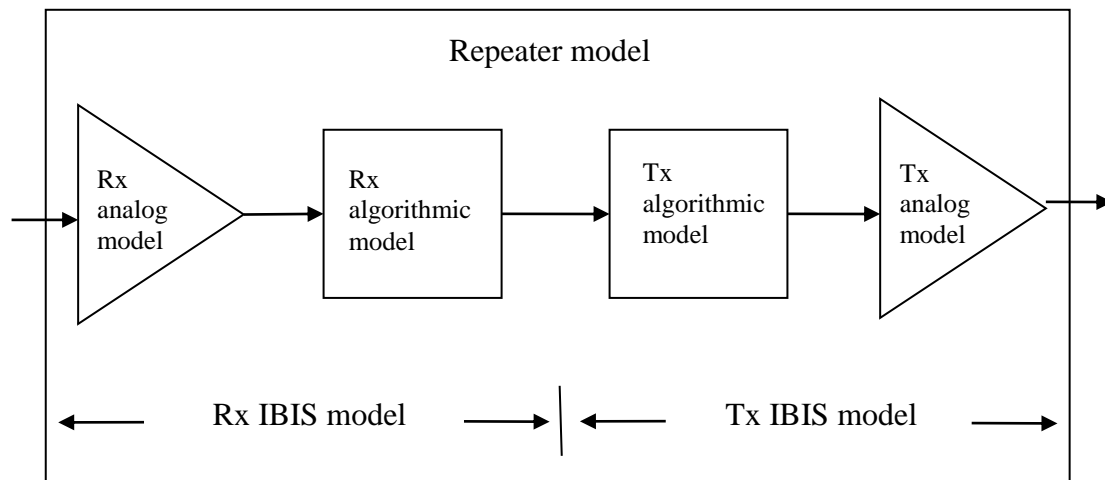 Repeater model
Rx
analog
model
Rx
algorithmic
model
Tx
algorithmic
model
Tx
analog
model
Rx IBIS model
Tx IBIS model